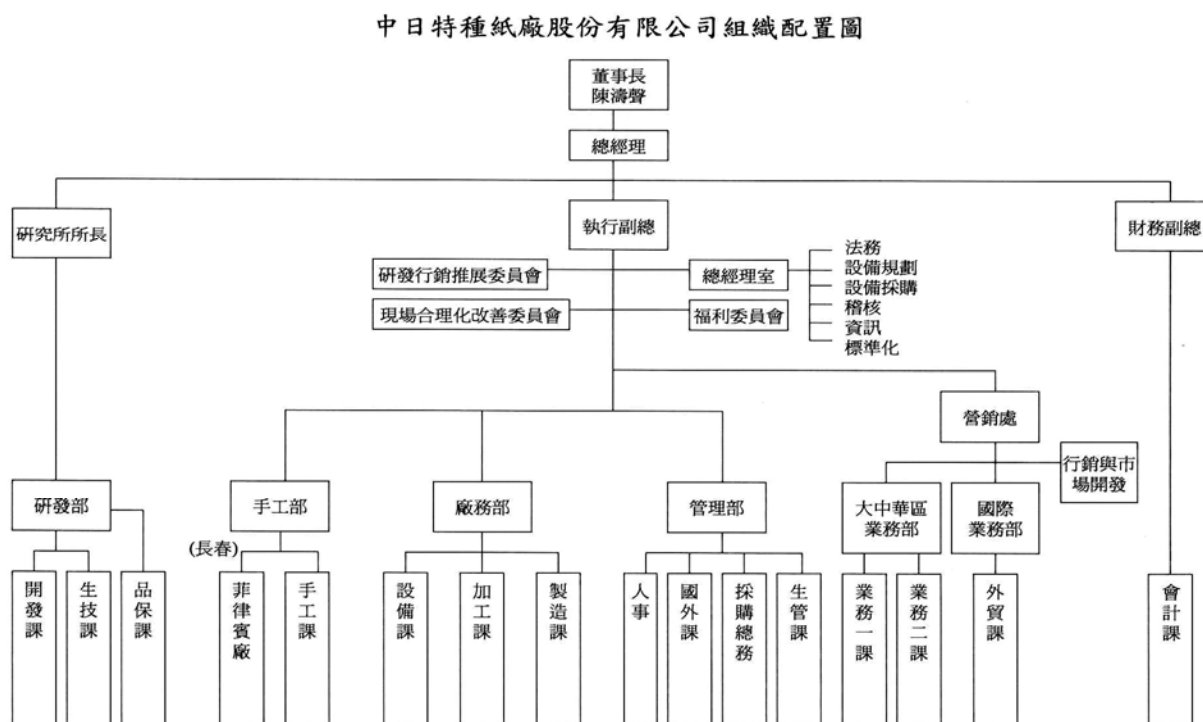 中日特種紙廠股份有限公司組織配置圖
董事長
陳濤聲
總經理
研究所所長
執行副總
財務副總
研發行銷推展委員會
總經理室
法務
設備規劃
設備採購
稽核
資訊
標準化
現場合理化改善委員會
福利委員會
營銷處
行銷與市
場開發
研發部
手工部
廠務部
管理部
大中華區
業務部
國際
業務部
(長春)
開發課
生技課
品保課
菲律賓廠
手工課
設備課
加工課
製造課
人事
國外課
採購總務
生管課
業務一課
業務二課
外貿課
會計課